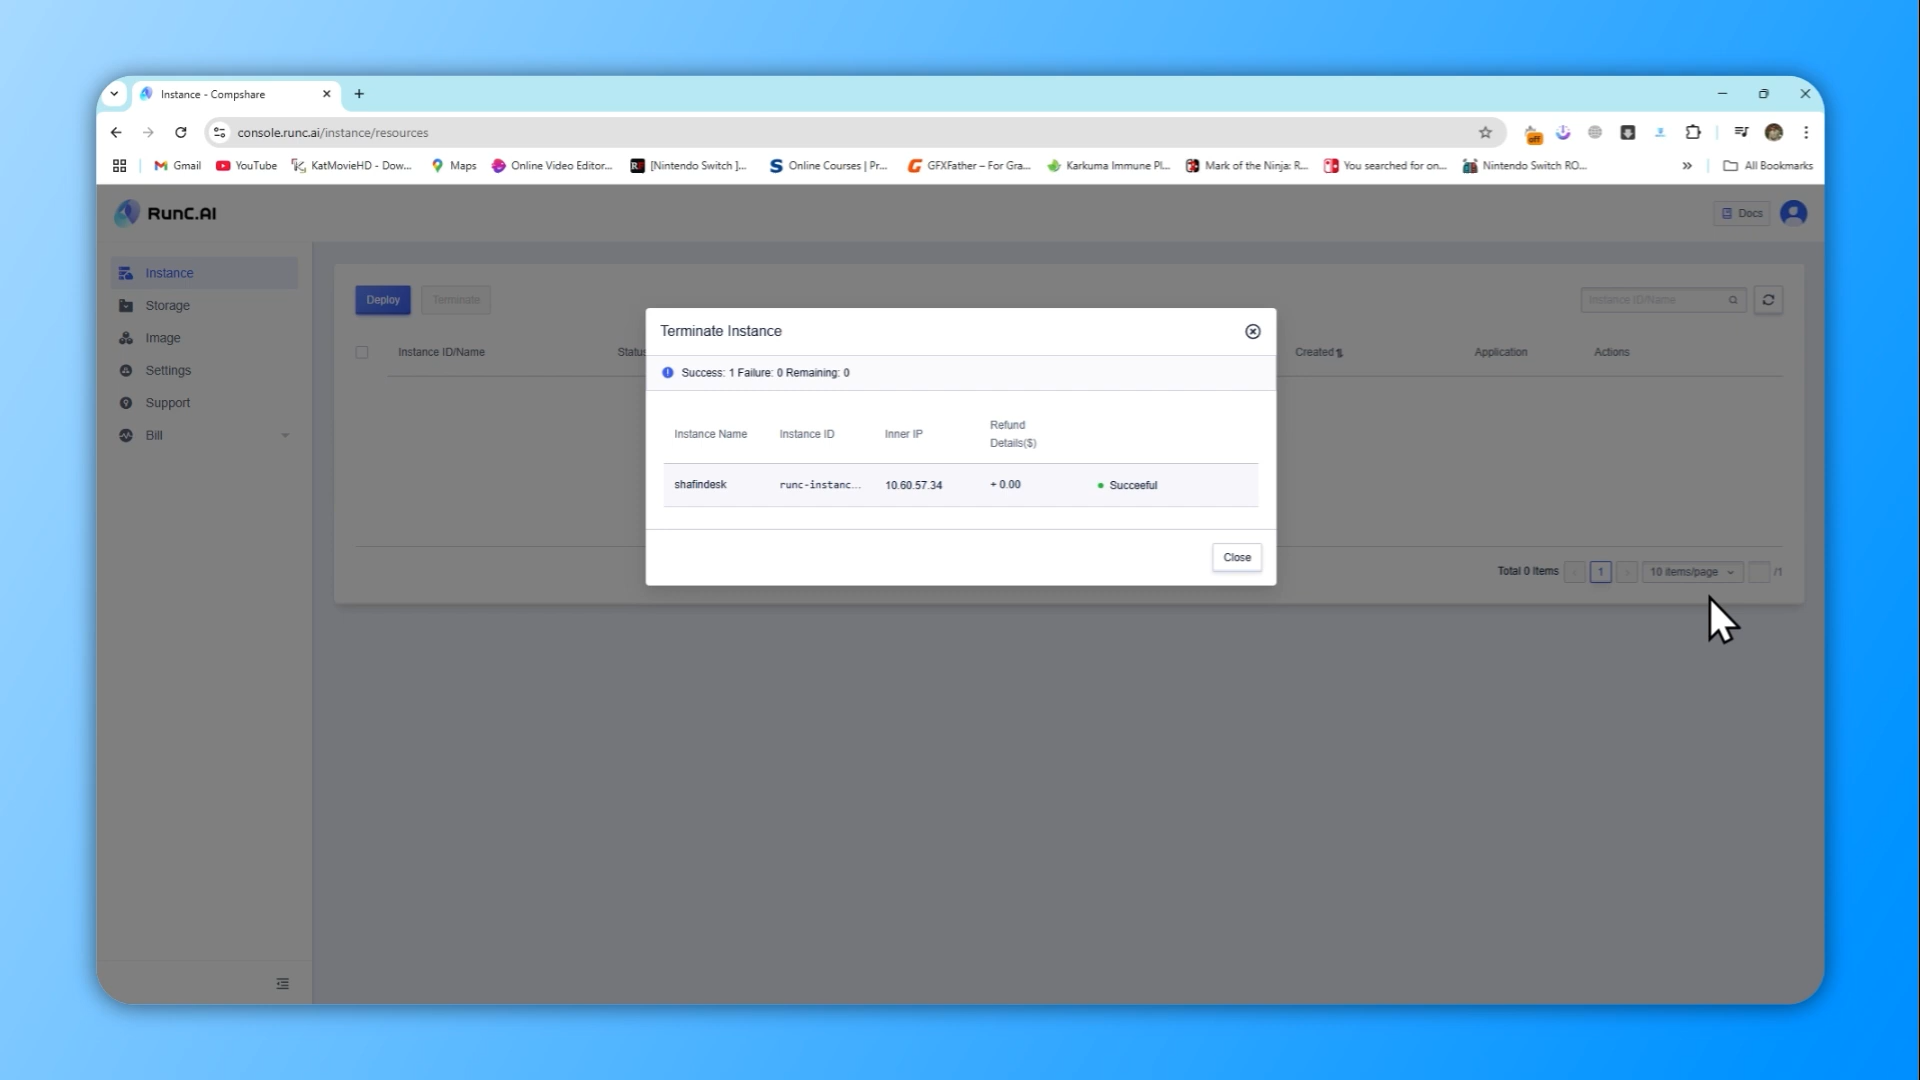 Instance - Compshare
console.runc.ai/instance/resources
Gmail
YouTube
KatMovieHD - Dow...
Maps
Online Video Editor...
[Nintendo Switch ]...
Online Courses | Pr...
GFXFather – For Gra...
Karkuma Immune Pl...
Mark of the Ninja: R...
You searched for on...
Nintendo Switch RO...
All Bookmarks
RunC.AI
Docs
Instance
Storage
Image
Settings
Support
Bill
Deploy
Terminate
Instance ID/Name
Instance ID/Name
Status
Created
Application
Actions
Terminate Instance
Success: 1 Failure: 0 Remaining: 0
Instance Name
Instance ID
Inner IP
Refund
Details($)
shafindesk
runc-instanc...
10.60.57.34
+ 0.00
Succeeful
Close
Total 0 Items
1
10 items/page
/1